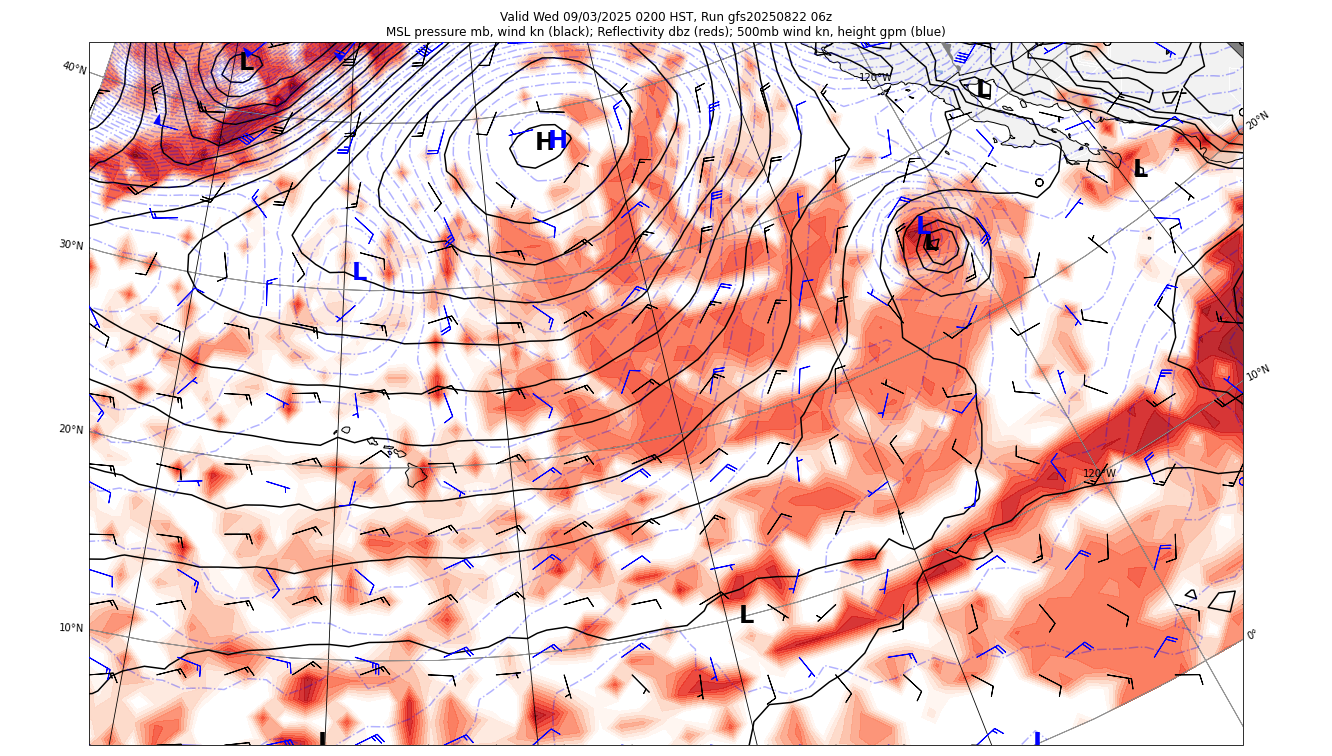 Valid Wed 09/03/2025 0200 HST, Run gfs20250822 06z
MSL pressure mb, wind kn (black); Reflectivity dbz (reds); 500mb wind kn, height gpm (blue)
40°N
L
120°W
L
H H
20°N
L
30°N
L
L
L
10°N
20°N
120°W
10°N
L
0°
L
L